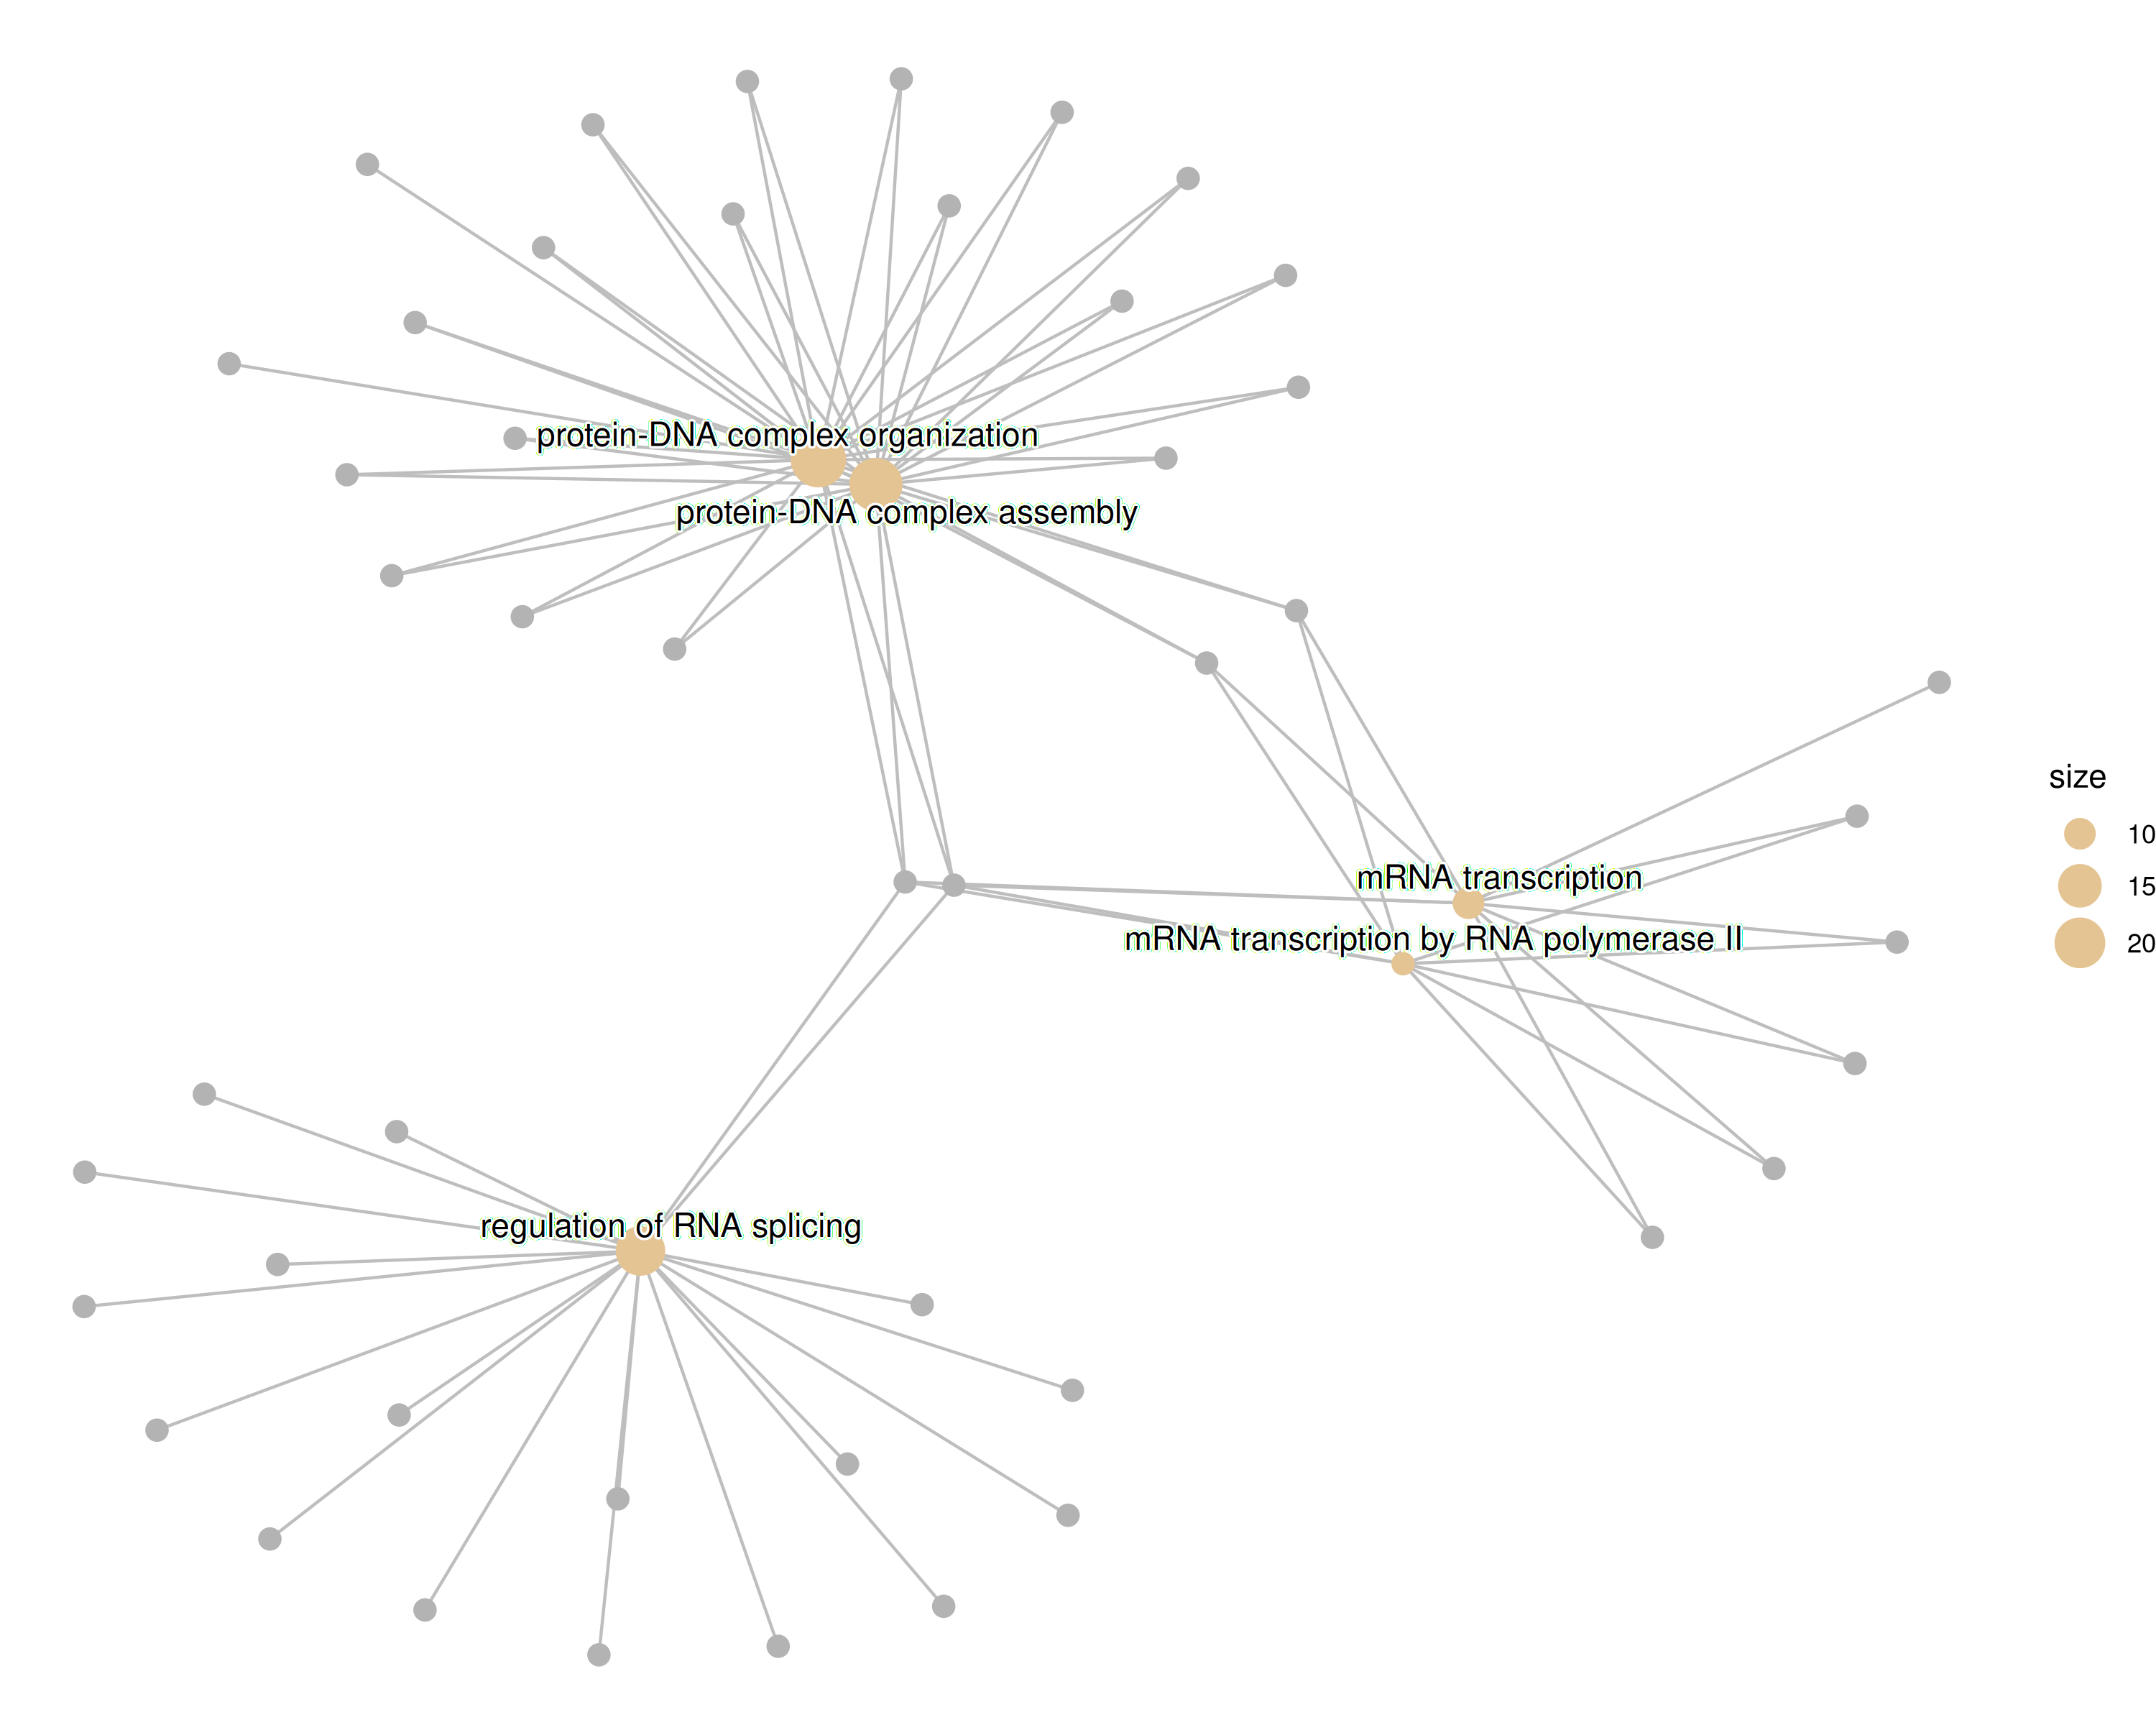 protein-DNA complex organization
protein-DNA complex assembly
size
10
15
20
mRNA transcription
mRNA transcription by RNA polymerase II
regulation of RNA splicing